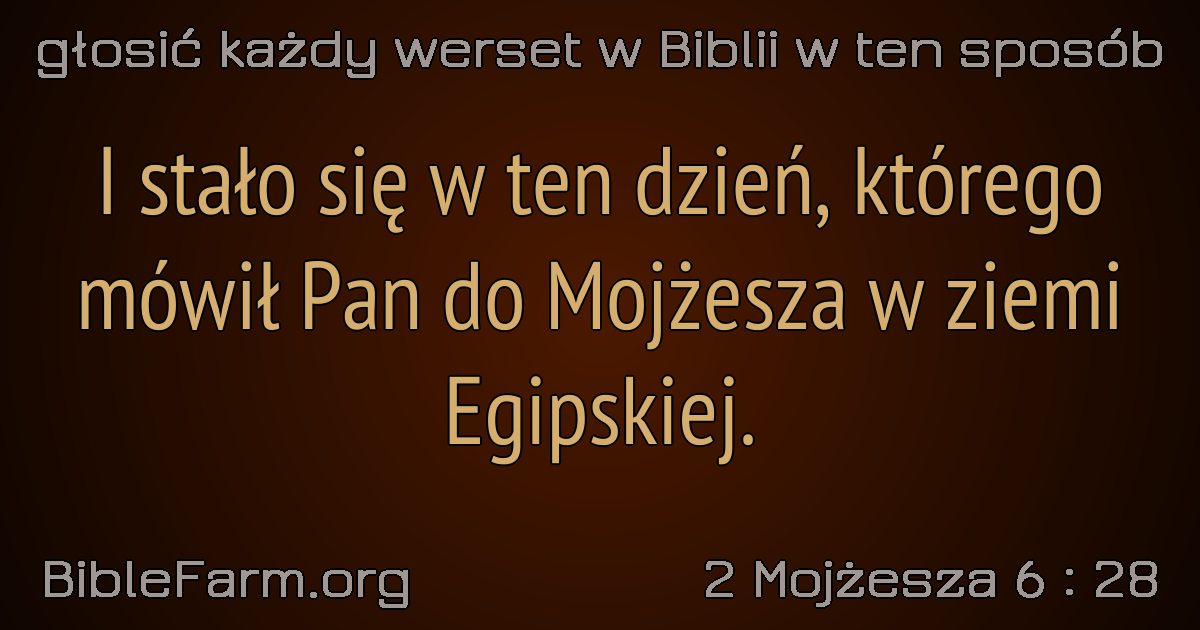 głosić każdy werset w Biblii w ten sposób
I stało się w ten dzień, którego
mówił Pan do Mojżesza w ziemi
Egipskiej.
BibleFarm.org
2 Mojżesza 6 : 28